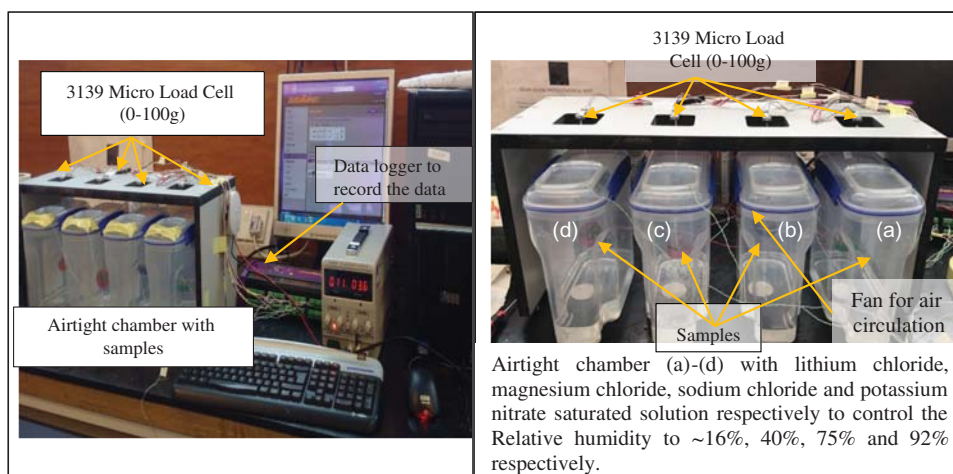 3139 Micro Load Cell
(0-100g)
Data logger to
record the data
011. 036
Airtight chamber with
samples
3139 Micro Load
Cell (0-100g)
(d)
(c)
(b)
(a)
Fan for air
circulation
Samples
Airtight chamber (a)-(d) with lithium chloride,
magnesium chloride, sodium chloride and potassium
nitrate saturated solution respectively to control the
Relative humidity to ~16%, 40%, 75% and 92%
respectively.